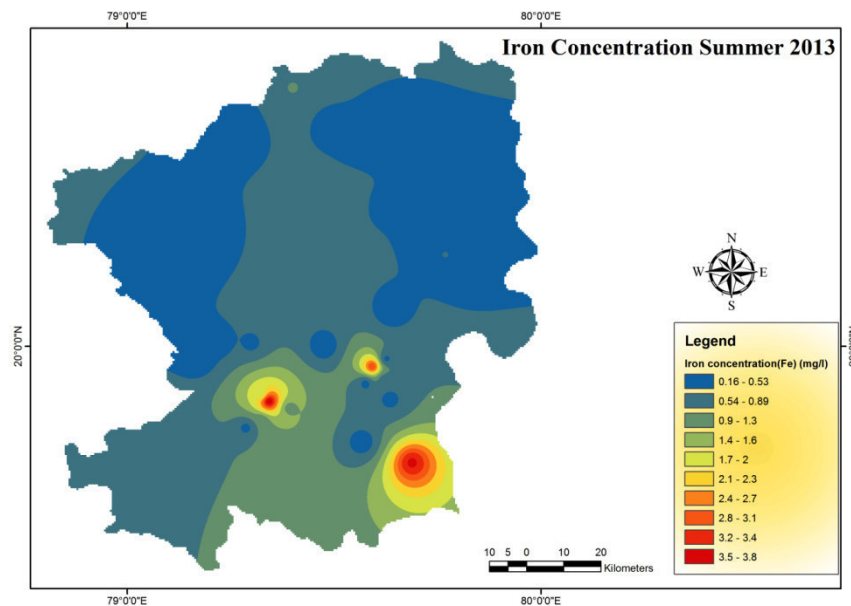 79°0'0"E
80°0'0"E
Iron Concentration Summer 2013
N
W
E
S
20°0'0"N
20°0'0"N
Legend
Iron concentration(Fe) (mg/l)
0.16 - 0.53
0.54 - 0.89
0.9 - 1.3
1.4 - 1.6
1.7 - 2
2.1 - 2.3
2.4 - 2.7
2.8 - 3.1
3.2 - 3.4
3.5 - 3.8
10 5 0 10 20
Kilometers
79°0'0"E
80°0'0"E